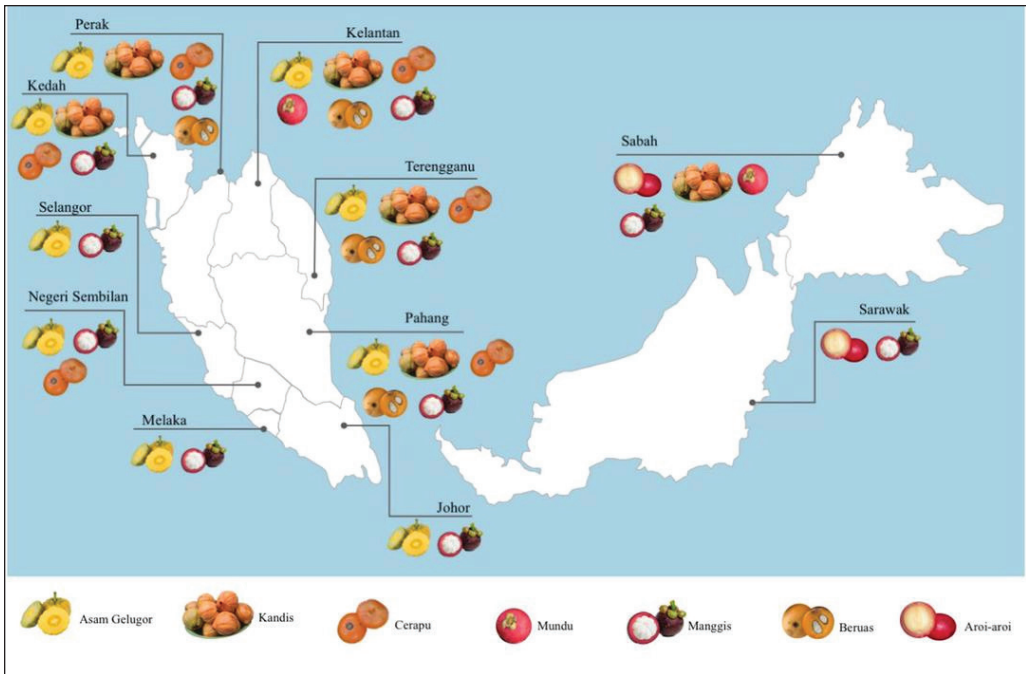 Perak
Kelantan
Kedah
Sabah
Terengganu
Selangor
Negeri Sembilan
Pahang
Sarawak
Melaka
Johor
Asam Gelugor
Kandis
Cerapu
Mundu
Manggis
Beruas
Aroi-aroi